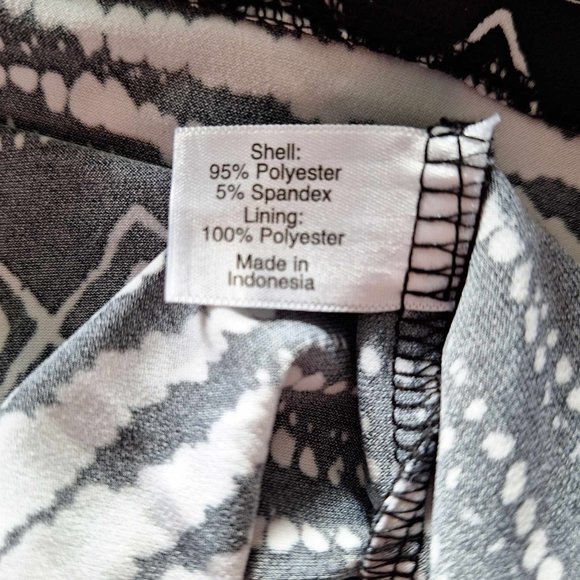 Shell:
95% Polyester
5% Spandex
Lining:
100% Polyester
Made in
Indonesia